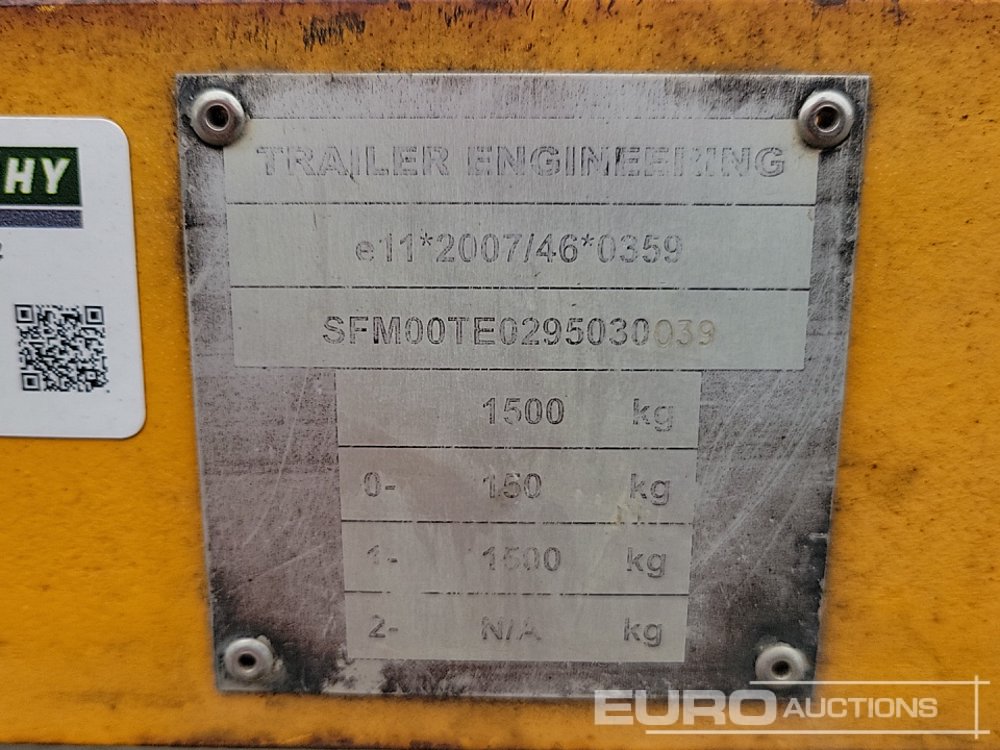 HY
TRAILER ENGINEERING
e11*2007/46*0359
SFM00TE0295030039
1500 kg
0- 150 kg
1- 1500 kg
2- N/A kg
EURO AUCTIONS